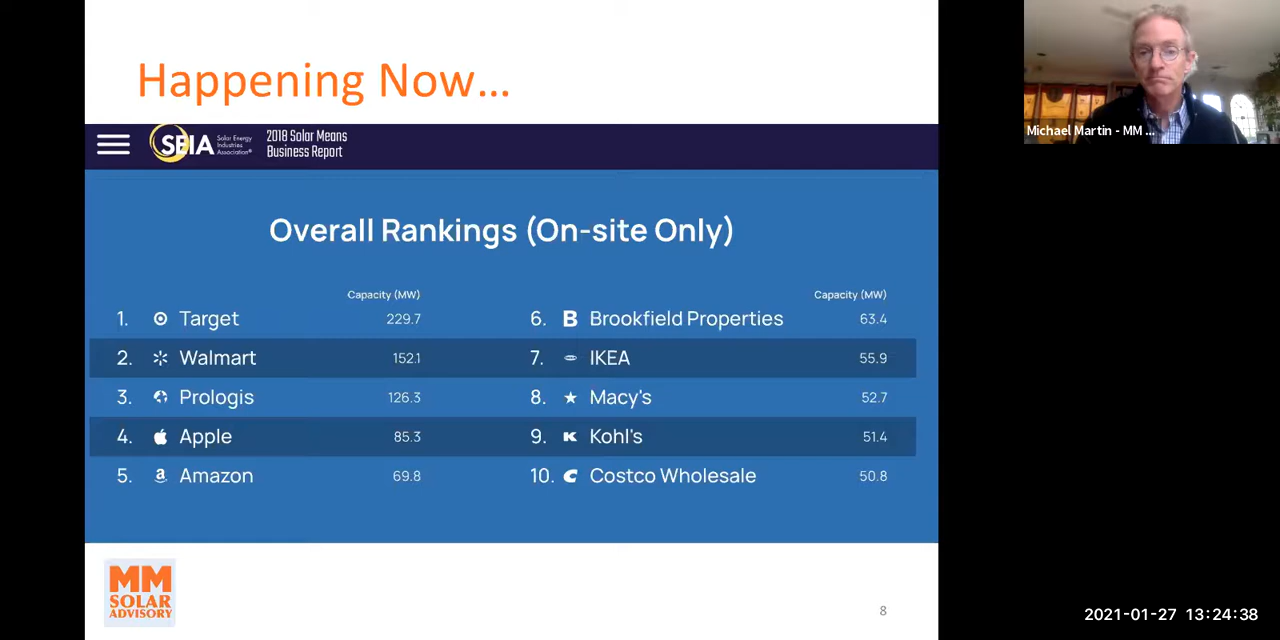 Happening Now...
SEIA Solar Energy Industries Association®
2018 Solar Means
Business Report
Overall Rankings (On-site Only)
Capacity (MW)
1. Target 229.7
2. Walmart 152.1
3. Prologis 126.3
4. Apple 85.3
5. Amazon 69.8
Capacity (MW)
6. B Brookfield Properties 63.4
7. IKEA 55.9
8. Macy's 52.7
9. K Kohl's 51.4
10. C Costco Wholesale 50.8
MM
SOLAR
ADVISORY
8
Michael Martin - MM ...
2021-01-27 13:24:38